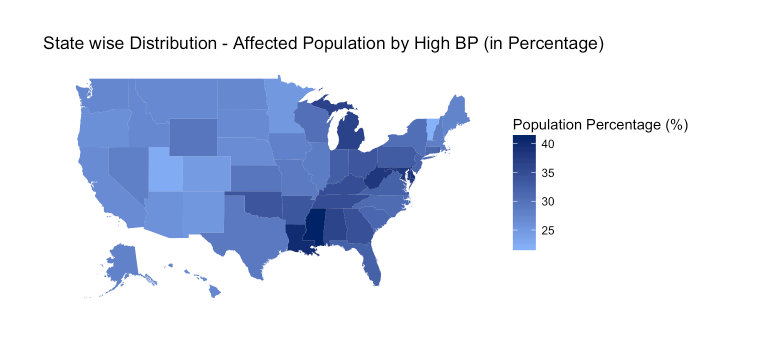 State wise Distribution - Affected Population by High BP (in Percentage)
Population Percentage (%)
40
35
30
25